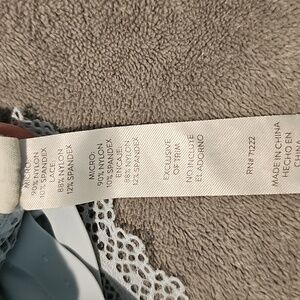 MICRO:
90% NYLON
10% SPANDEX
LACE:
88% NYLON
12% SPANDEX
MICRO:
90% NYLON
10% SPANDEX
ENCAJE:
88% NYLON
12% SPANDEX
EXCLUSIVE
OF TRIM
NO INCLUYE
EL ADORNO
RN# 71222
MADE IN CHINA
HECHO EN
CHINA